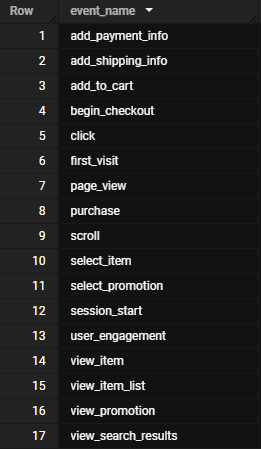 Row event_name
1 add_payment_info
2 add_shipping_info
3 add_to_cart
4 begin_checkout
5 click
6 first_visit
7 page_view
8 purchase
9 scroll
10 select_item
11 select_promotion
12 session_start
13 user_engagement
14 view_item
15 view_item_list
16 view_promotion
17 view_search_results